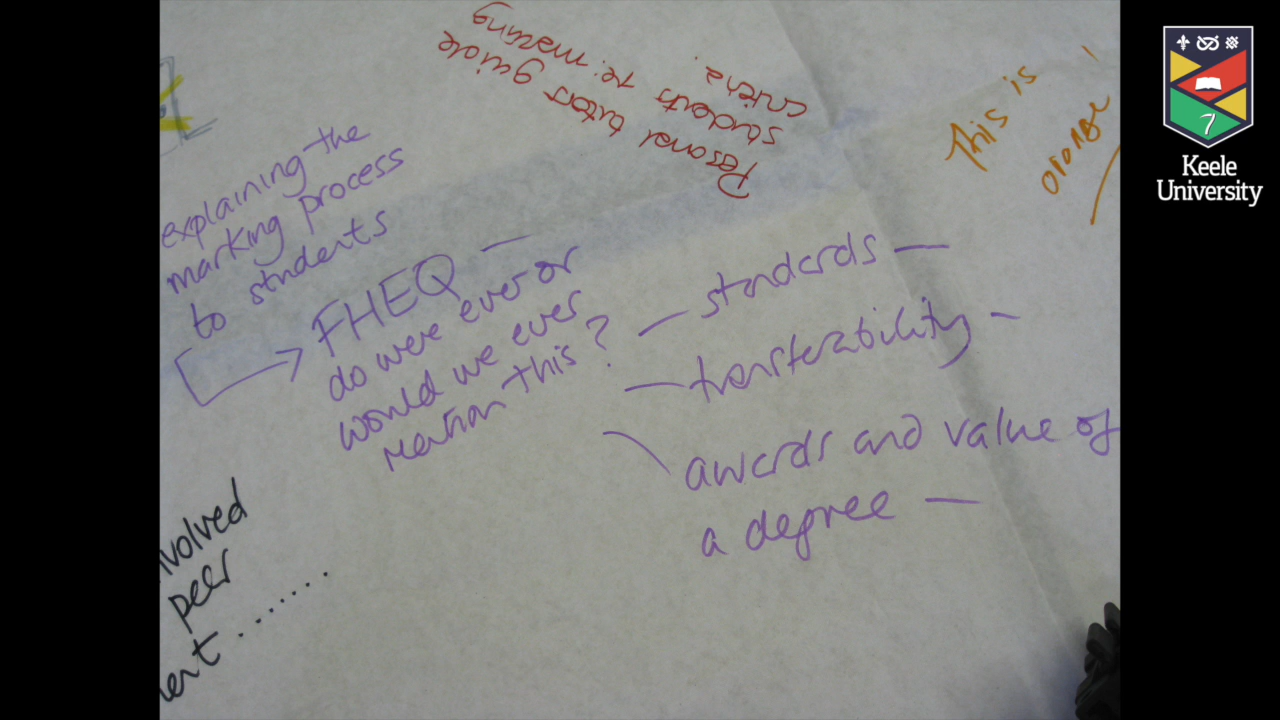 Personal tutors guide
students re: marking
criteria.
This is
orange!
explaining the
marking process
to students
FHEQ —
do were ever or
would we ever
mention this?
— standards —
— transferability —
awards and value of
a degree —
nvolved
peer
ent.......
Keele
University